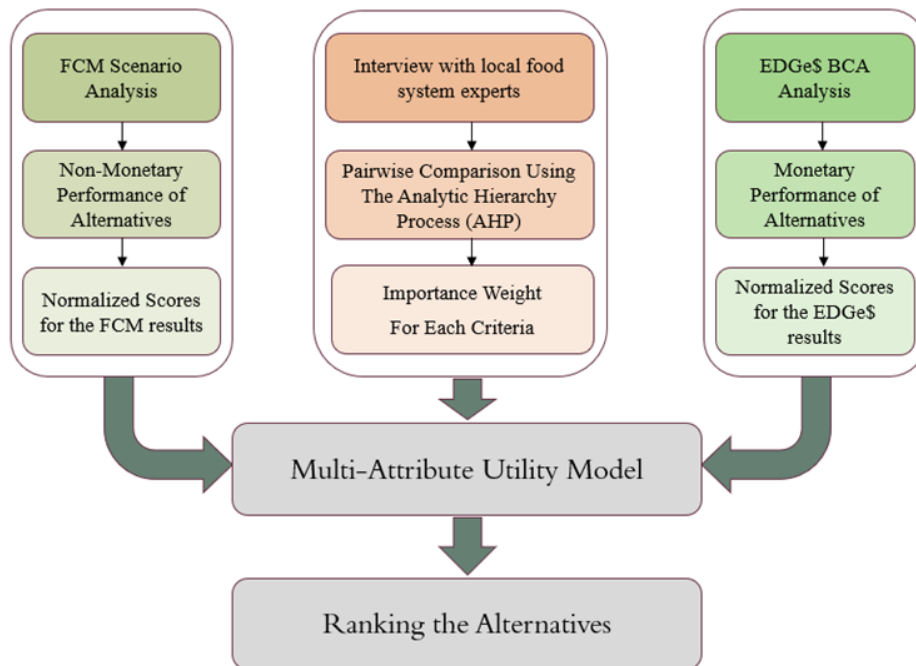 FCM Scenario
Analysis
Non-Monetary
Performance of
Alternatives
Normalized Scores
for the FCM results
Interview with local food
system experts
Pairwise Comparison Using
The Analytic Hierarchy
Process (AHP)
Importance Weight
For Each Criteria
EDGe$ BCA
Analysis
Monetary
Performance of
Alternatives
Normalized Scores
for the EDGe$
results
Multi-Attribute Utility Model
Ranking the Alternatives